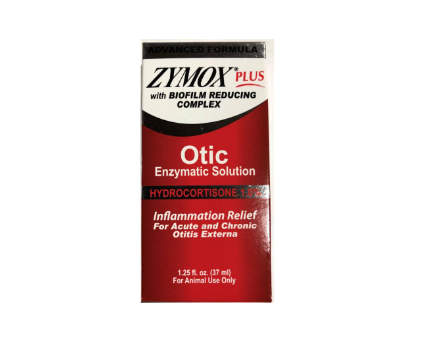 ADVANCED FORMULA
ZYMOX® PLUS
with BIOFILM REDUCING
COMPLEX
Otic
Enzymatic Solution
HYDROCORTISONE
Inflammation Relief
For Acute and Chronic
Otitis Externa
1.25 fl. oz. (37 ml)
For Animal Use Only